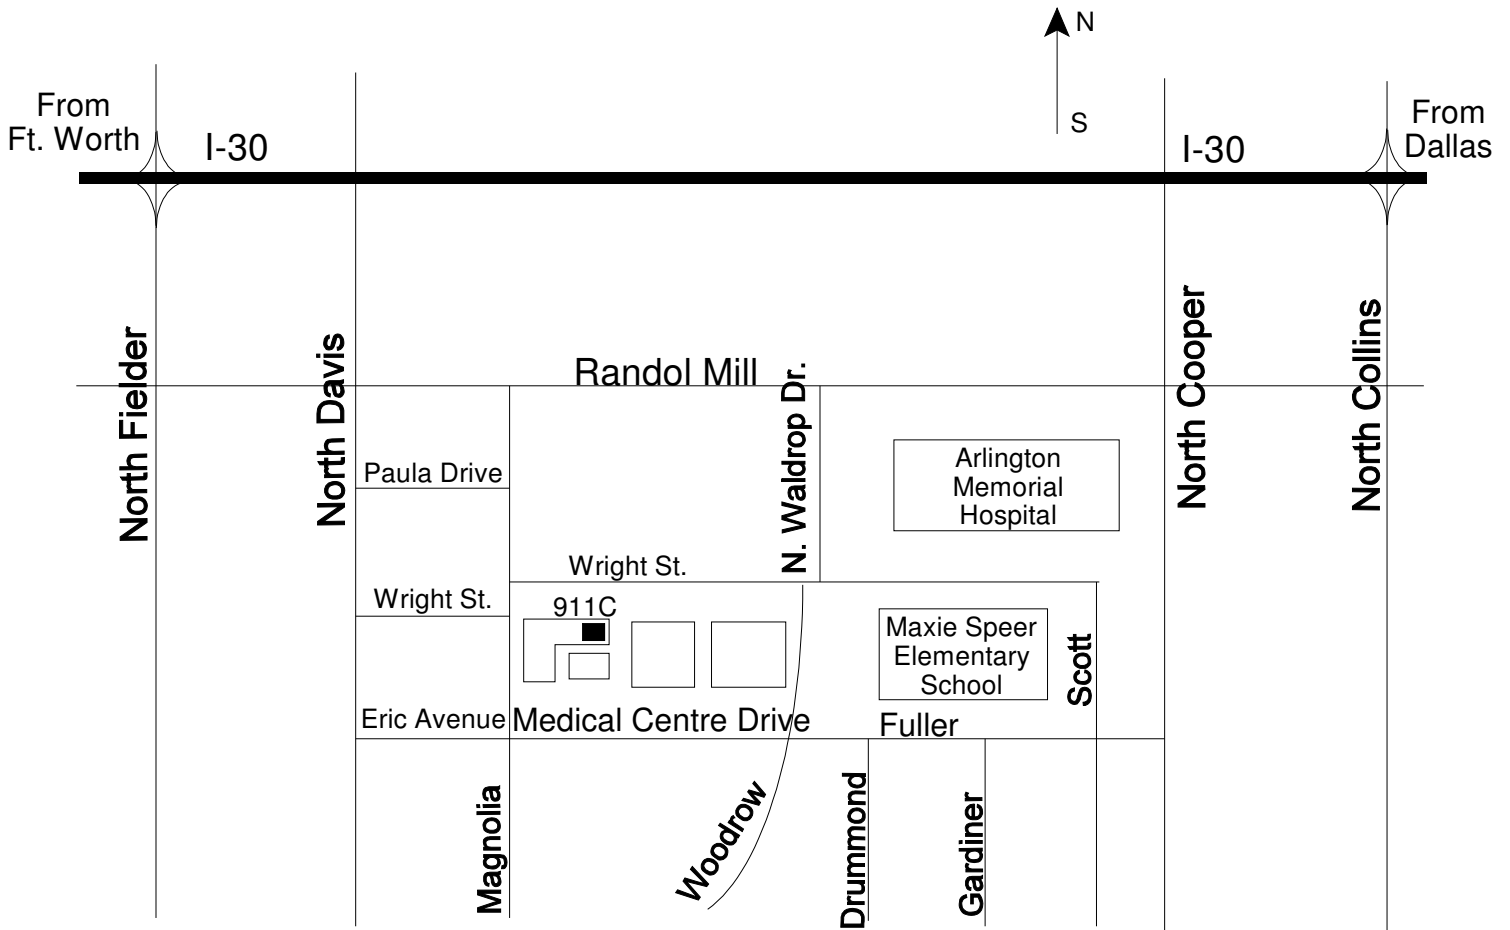 N
From
Ft. Worth
From
Dallas
S
I-30
I-30
North Fielder
North Davis
Randol Mill
N. Waldrop Dr.
North Cooper
North Collins
Paula Drive
Arlington
Memorial
Hospital
Wright St.
Wright St.
911C
Maxie Speer
Elementary
School
Scott
Eric Avenue
Medical Centre Drive
Fuller
Magnolia
Woodrow
Drummond
Gardiner